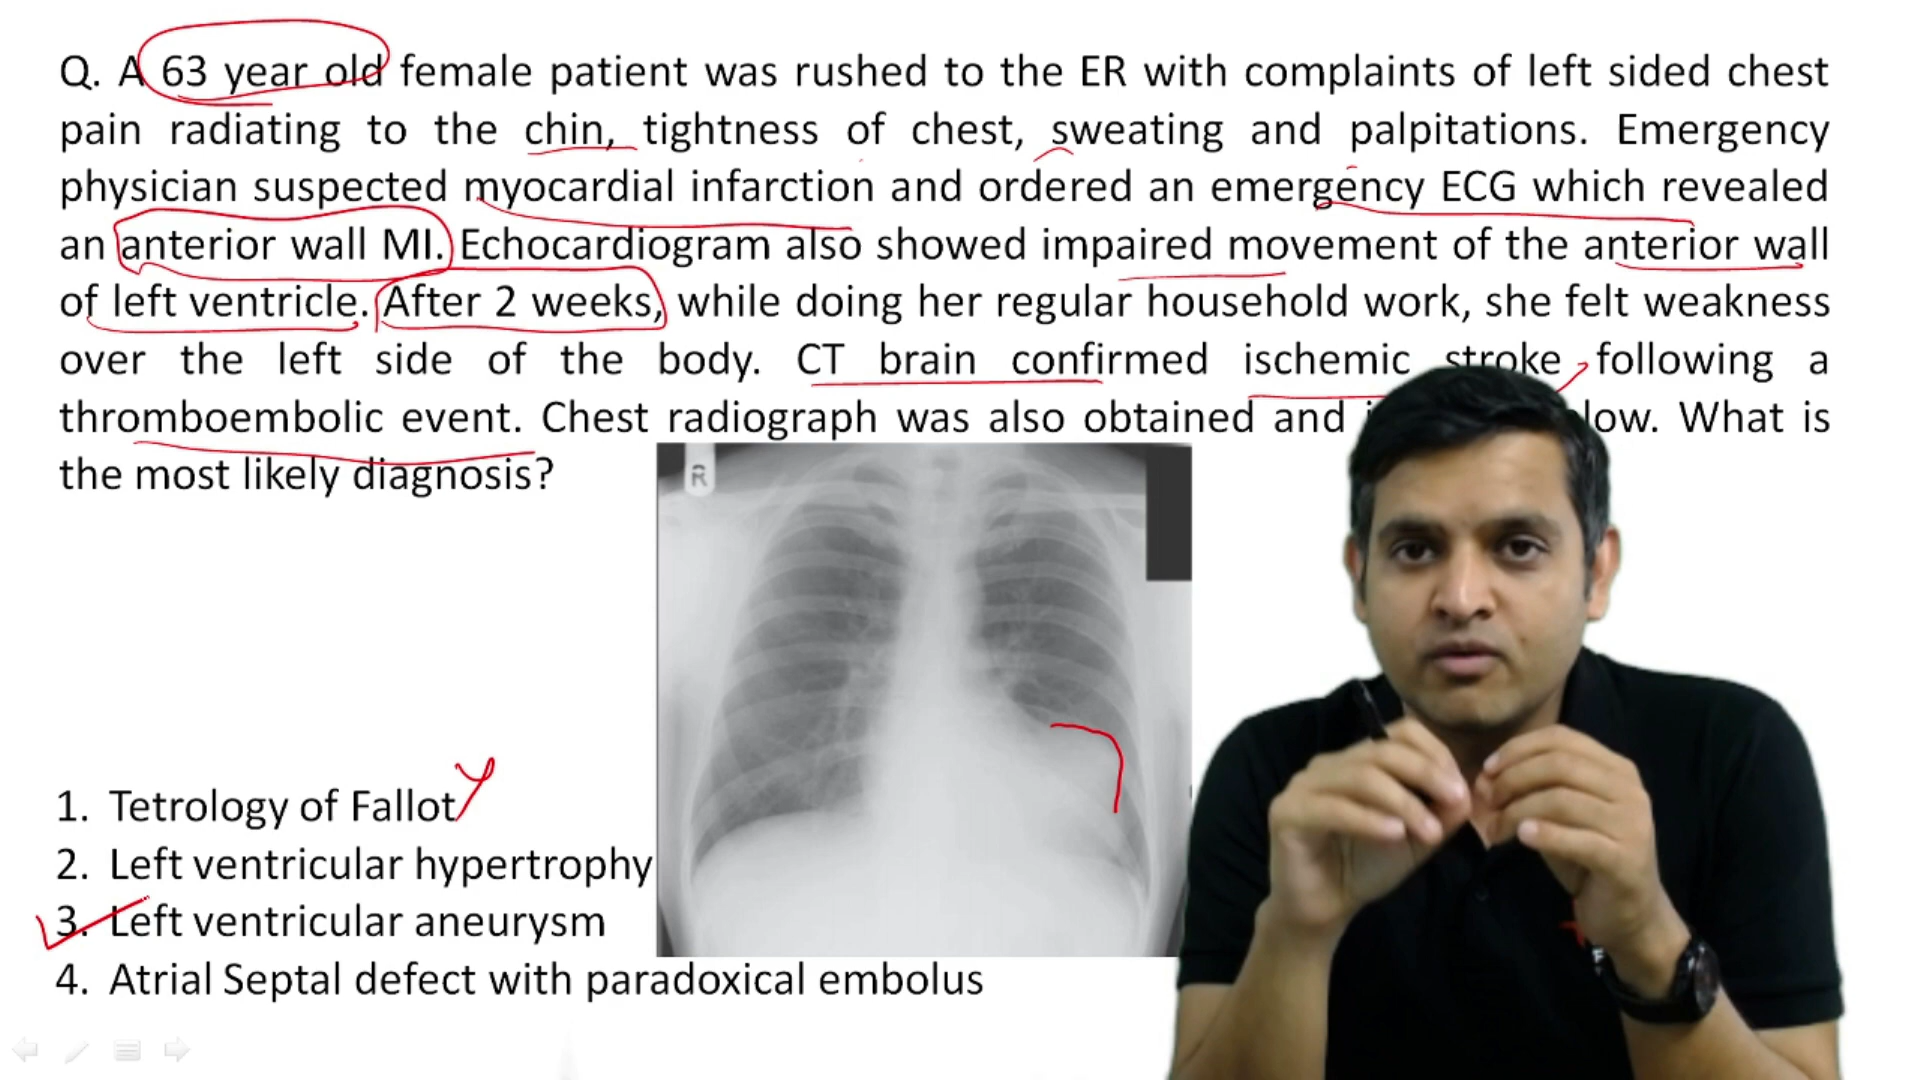 Q. A 63 year old female patient was rushed to the ER with complaints of left sided chest
pain radiating to the chin, tightness of chest, sweating and palpitations. Emergency
physician suspected myocardial infarction and ordered an emergency ECG which revealed
an anterior wall MI. Echocardiogram also showed impaired movement of the anterior wall
of left ventricle. After 2 weeks, while doing her regular household work, she felt weakness
over the left side of the body. CT brain confirmed ischemic stroke following a
thromboembolic event. Chest radiograph was also obtained and low. What is
the most likely diagnosis?
R
1. Tetrology of Fallot
2. Left ventricular hypertrophy
3. Left ventricular aneurysm
4. Atrial Septal defect with paradoxical embolus